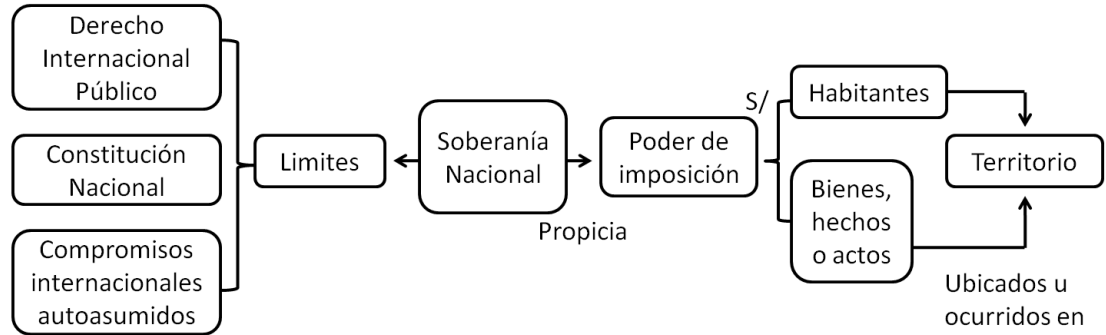 Derecho
Internacional
Público
Constitución
Nacional
Compromisos
internacionales
autoasumidos
Limites
Soberanía
Nacional
Propicia
Poder de
imposición
S/
Habitantes
Bienes,
hechos
o actos
Territorio
Ubicados u
ocurridos en